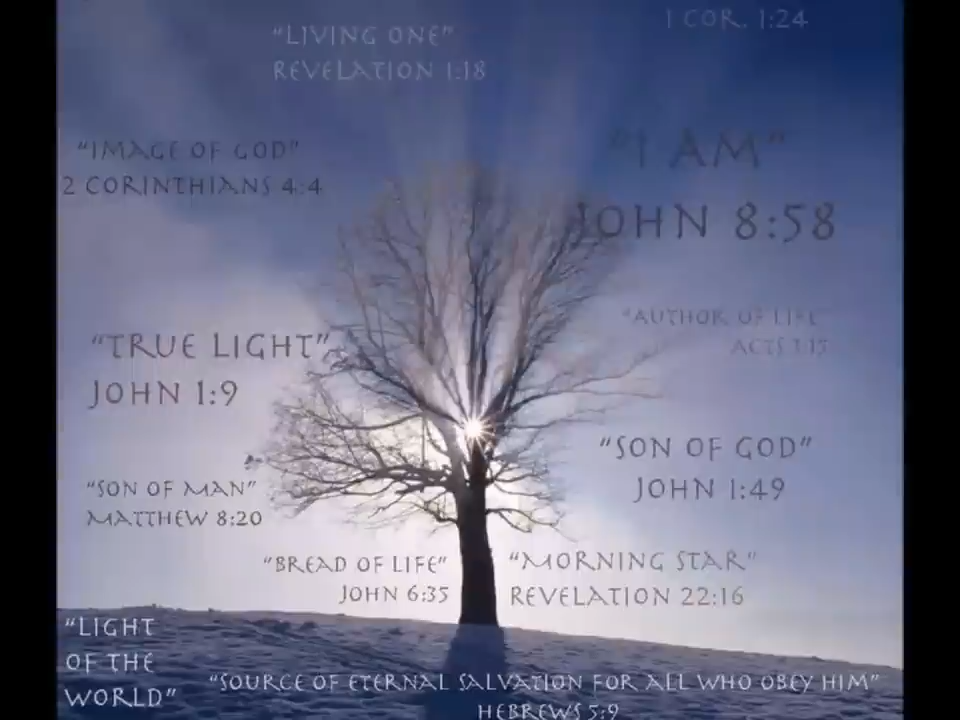 1 COR. 1:24
"LIVING ONE"
REVELATION 1:18
"IMAGE OF GOD"
2 CORINTHIANS 4:4
"I AM"
JOHN 8:58
"AUTHOR OF LIFE"
ACTS 3:15
"TRUE LIGHT"
JOHN 1:9
"SON OF GOD"
JOHN 1:49
"SON OF MAN"
MATTHEW 8:20
"BREAD OF LIFE"
JOHN 6:35
"MORNING STAR"
REVELATION 22:16
"LIGHT
OF THE
WORLD"
"SOURCE OF ETERNAL SALVATION FOR ALL WHO OBEY HIM"
HEBREWS 5:9